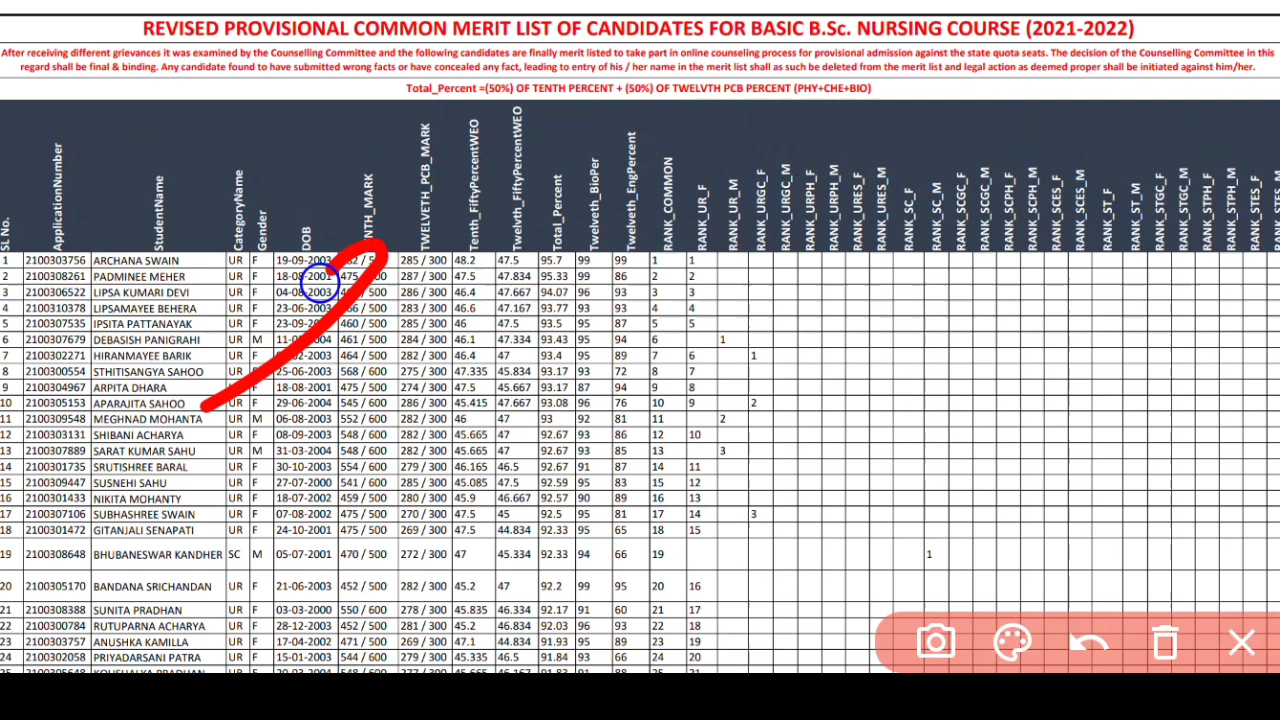 REVISED PROVISIONAL COMMON MERIT LIST OF CANDIDATES FOR BASIC B.Sc. NURSING COURSE (2021-2022)
After receiving different grievances it was examined by the Counselling Committee and the following candidates are finally merit listed to take part in online counseling process for provisional admission against the state quota seats. The decision of the Counselling Committee in this
regard shall be final & binding. Any candidate found to have submitted wrong facts or have concealed any fact, leading to entry of his / her name in the merit list shall as such be deleted from the merit list and legal action as deemed proper shall be initiated against him/her.
Total_Percent =(50%) OF TENTH PERCENT + (50%) OF TWELVTH PCB PERCENT (PHY+CHE+BIO)
SL No. ApplicationNumber StudentName CategoryName Gender DOB NTH_MARK TWELVETH_PCB_MARK Tenth_FiftyPercentWEO Twelvth_FiftyPercentWEO Total_Percent Twelveth_BioPer Twelveth_EngPercent RANK_COMMON RANK_UR_F RANK_UR_M RANK_URGC_F RANK_URGC_M RANK_URPH_F RANK_URPH_M RANK_URES_F RANK_URES_M RANK_SC_F RANK_SC_M RANK_SCGC_F RANK_SCGC_M RANK_SCPH_F RANK_SCPH_M RANK_SCES_F RANK_SCES_M RANK_ST_F RANK_ST_M RANK_STGC_F RANK_STGC_M RANK_STPH_F RANK_STPH_M RANK_STES_F RANK_STES_M
1 2100303756 ARCHANA SWAIN UR F 19-09-2003 285 / 300 48.2 47.5 95.7 99 99 1 1
2 2100308261 PADMINEE MEHER UR F 18-08-2001 287 / 300 47.5 47.834 95.33 99 86 2 2
3 2100306522 LIPSA KUMARI DEVI UR F 04-08-2003 / 500 286 / 300 46.4 47.667 94.07 96 93 3 3
4 2100310378 LIPSAMAYEE BEHERA UR F 23-06-2003 / 500 283 / 300 46.6 47.167 93.77 93 93 4 4
5 2100307535 IPSITA PATTANAYAK UR F 460 / 500 285 / 300 46 47.5 93.5 95 87 5 5
6 2100307679 DEBASISH PANIGRAHI UR M 461 / 500 284 / 300 46.1 47.334 93.43 95 94 6 1
7 2100302271 HIRANMAYEE BARIK UR F 464 / 500 282 / 300 46.4 47 93.4 95 89 7 6 1
8 2100300554 STHITISANGYA SAHOO UR 25-06-2003 568 / 600 275 / 300 47.335 45.834 93.17 93 72 8 7
9 2100304967 ARPITA DHARA F 18-08-2001 475 / 500 274 / 300 47.5 45.667 93.17 87 94 9 8
10 2100305153 APARAJITA SAHOO UR F 29-06-2004 545 / 600 286 / 300 45.415 47.667 93.08 96 76 10 9 2
11 2100309548 MEGHNAD MOHANTA UR M 06-08-2003 552 / 600 282 / 300 46 47 93 92 81 11 2
12 2100303131 SHIBANI ACHARYA UR F 08-09-2003 548 / 600 282 / 300 45.665 47 92.67 93 86 12 10
13 2100307889 SARAT KUMAR SAHU UR M 31-03-2004 548 / 600 282 / 300 45.665 47 92.67 93 85 13 3
14 2100301735 SRUTISHREE BARAL UR F 30-10-2003 554 / 600 279 / 300 46.165 46.5 92.67 91 87 14 11
15 2100309447 SUSNEHI SAHU UR F 27-07-2000 541 / 600 285 / 300 45.085 47.5 92.59 95 83 15 12
16 2100301433 NIKITA MOHANTY UR F 18-07-2002 459 / 500 280 / 300 45.9 46.667 92.57 90 89 16 13
17 2100307106 SUBHASHREE SWAIN UR F 07-08-2002 475 / 500 270 / 300 47.5 45 92.5 95 81 17 14 3
18 2100301472 GITANJALI SENAPATI UR F 24-10-2001 475 / 500 269 / 300 47.5 44.834 92.33 95 65 18 15
19 2100308648 BHUBANESWAR KANDHER SC M 05-07-2001 470 / 500 272 / 300 47 45.334 92.33 94 66 19 1
20 2100305170 BANDANA SRICHANDAN UR F 21-06-2003 452 / 500 282 / 300 45.2 47 92.2 99 95 20 16
21 2100308388 SUNITA PRADHAN UR F 03-03-2000 550 / 600 278 / 300 45.835 46.334 92.17 91 60 21 17
22 2100300784 RUTUPARNA ACHARYA UR F 28-12-2003 452 / 500 281 / 300 45.2 46.834 92.03 96 93 22 18
23 2100303757 ANUSHKA KAMILLA UR F 17-04-2002 471 / 500 269 / 300 47.1 44.834 91.93 95 89 23 19
24 2100302058 PRIYADARSANI PATRA UR F 15-01-2003 544 / 600 279 / 300 45.335 46.5 91.84 93 66 24 20